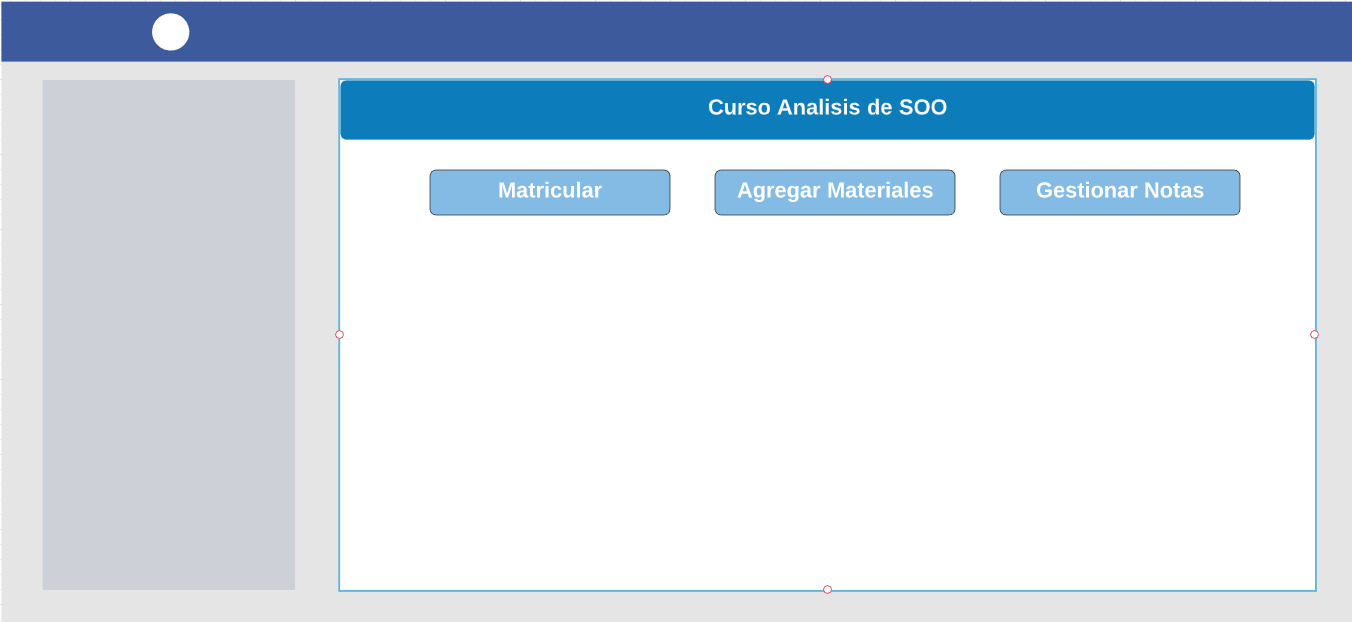 Curso Analisis de SOO
Matricular
Agregar Materiales
Gestionar Notas